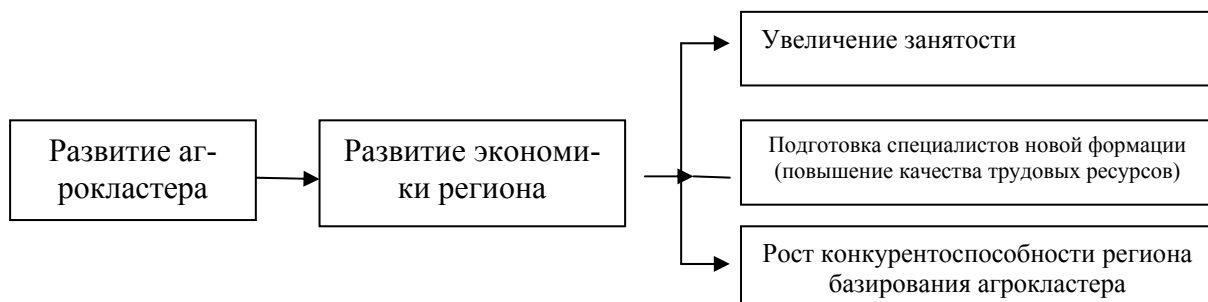 Развитие аг-
рокластера
Развитие экономи-
ки региона
Увеличение занятости
Подготовка специалистов новой формации
(повышение качества трудовых ресурсов)
Рост конкурентоспособности региона
базирования агрокластера